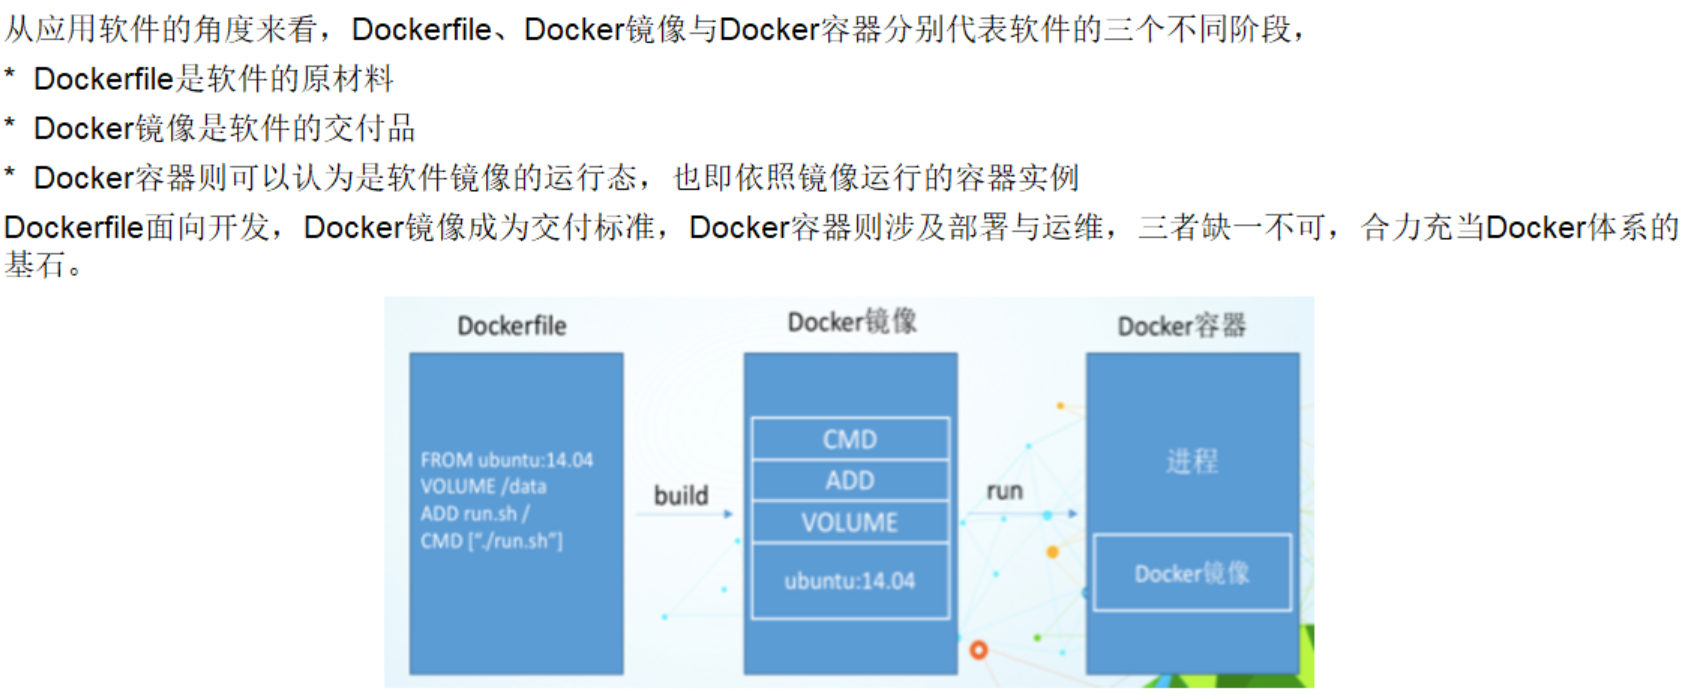 从应用软件的角度来看，Dockerfile、Docker镜像与Docker容器分别代表软件的三个不同阶段，
* Dockerfile是软件的原材料
* Docker镜像是软件的交付品
* Docker容器则可以认为是软件镜像的运行态，也即依照镜像运行的容器实例
Dockerfile面向开发，Docker镜像成为交付标准，Docker容器则涉及部署与运维，三者缺一不可，合力充当Docker体系的
基石。
Dockerfile
FROM ubuntu:14.04
VOLUME /data
ADD run.sh /
CMD ["./run.sh"]
build
Docker镜像
CMD
ADD
VOLUME
ubuntu:14.04
run
Docker容器
进程
Docker镜像